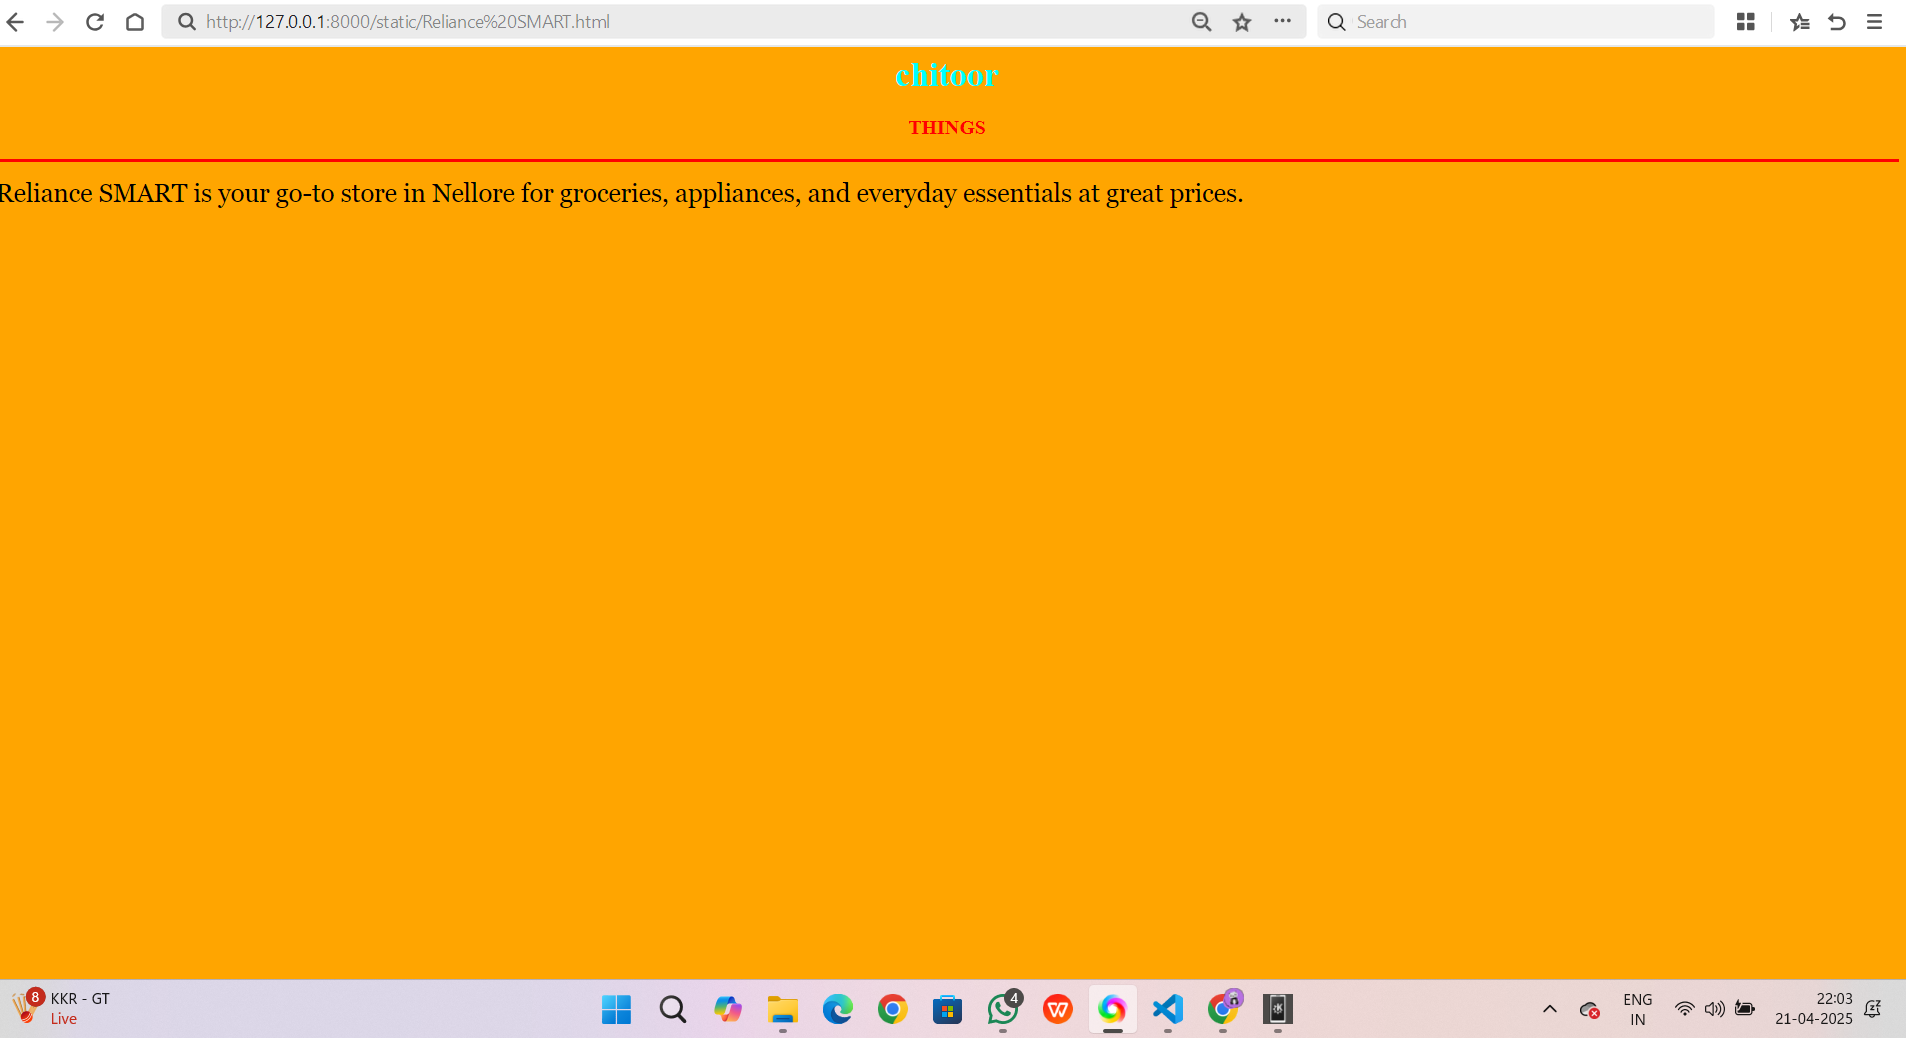 http://127.0.0.1:8000/static/Reliance%20SMART.html
Search
chitoor
THINGS
Reliance SMART is your go-to store in Nellore for groceries, appliances, and everyday essentials at great prices.
8
KKR - GT
Live
4
ENG
IN
22:03
21-04-2025